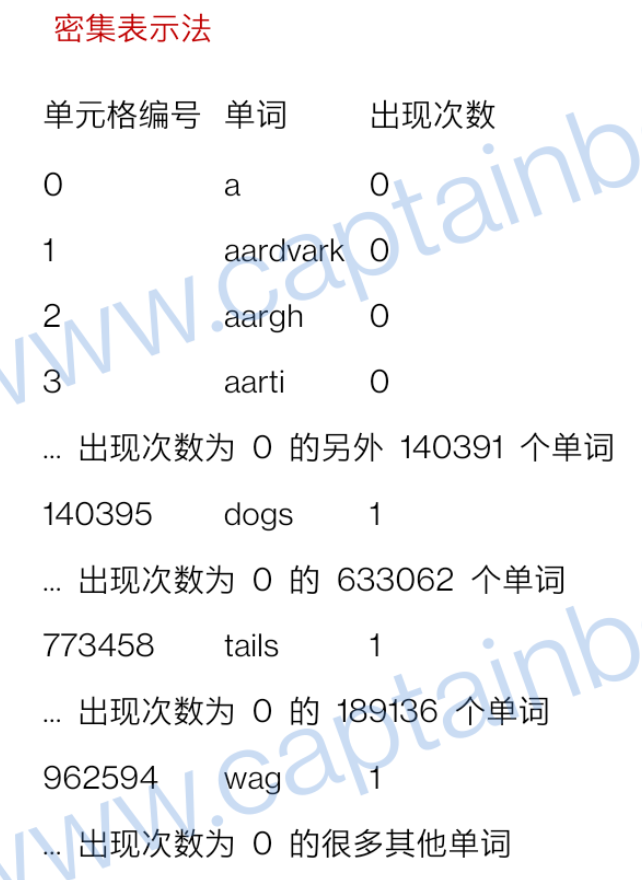 密集表示法
单元格编号 单词 出现次数
0 a 0
1 aardvark 0
2 aargh 0
3 aarti 0
... 出现次数为 0 的另外 140391 个单词
140395 dogs 1
... 出现次数为 0 的 633062 个单词
773458 tails 1
... 出现次数为 0 的 189136 个单词
962594 wag 1
... 出现次数为 0 的很多其他单词
www.captainb
www.captainb